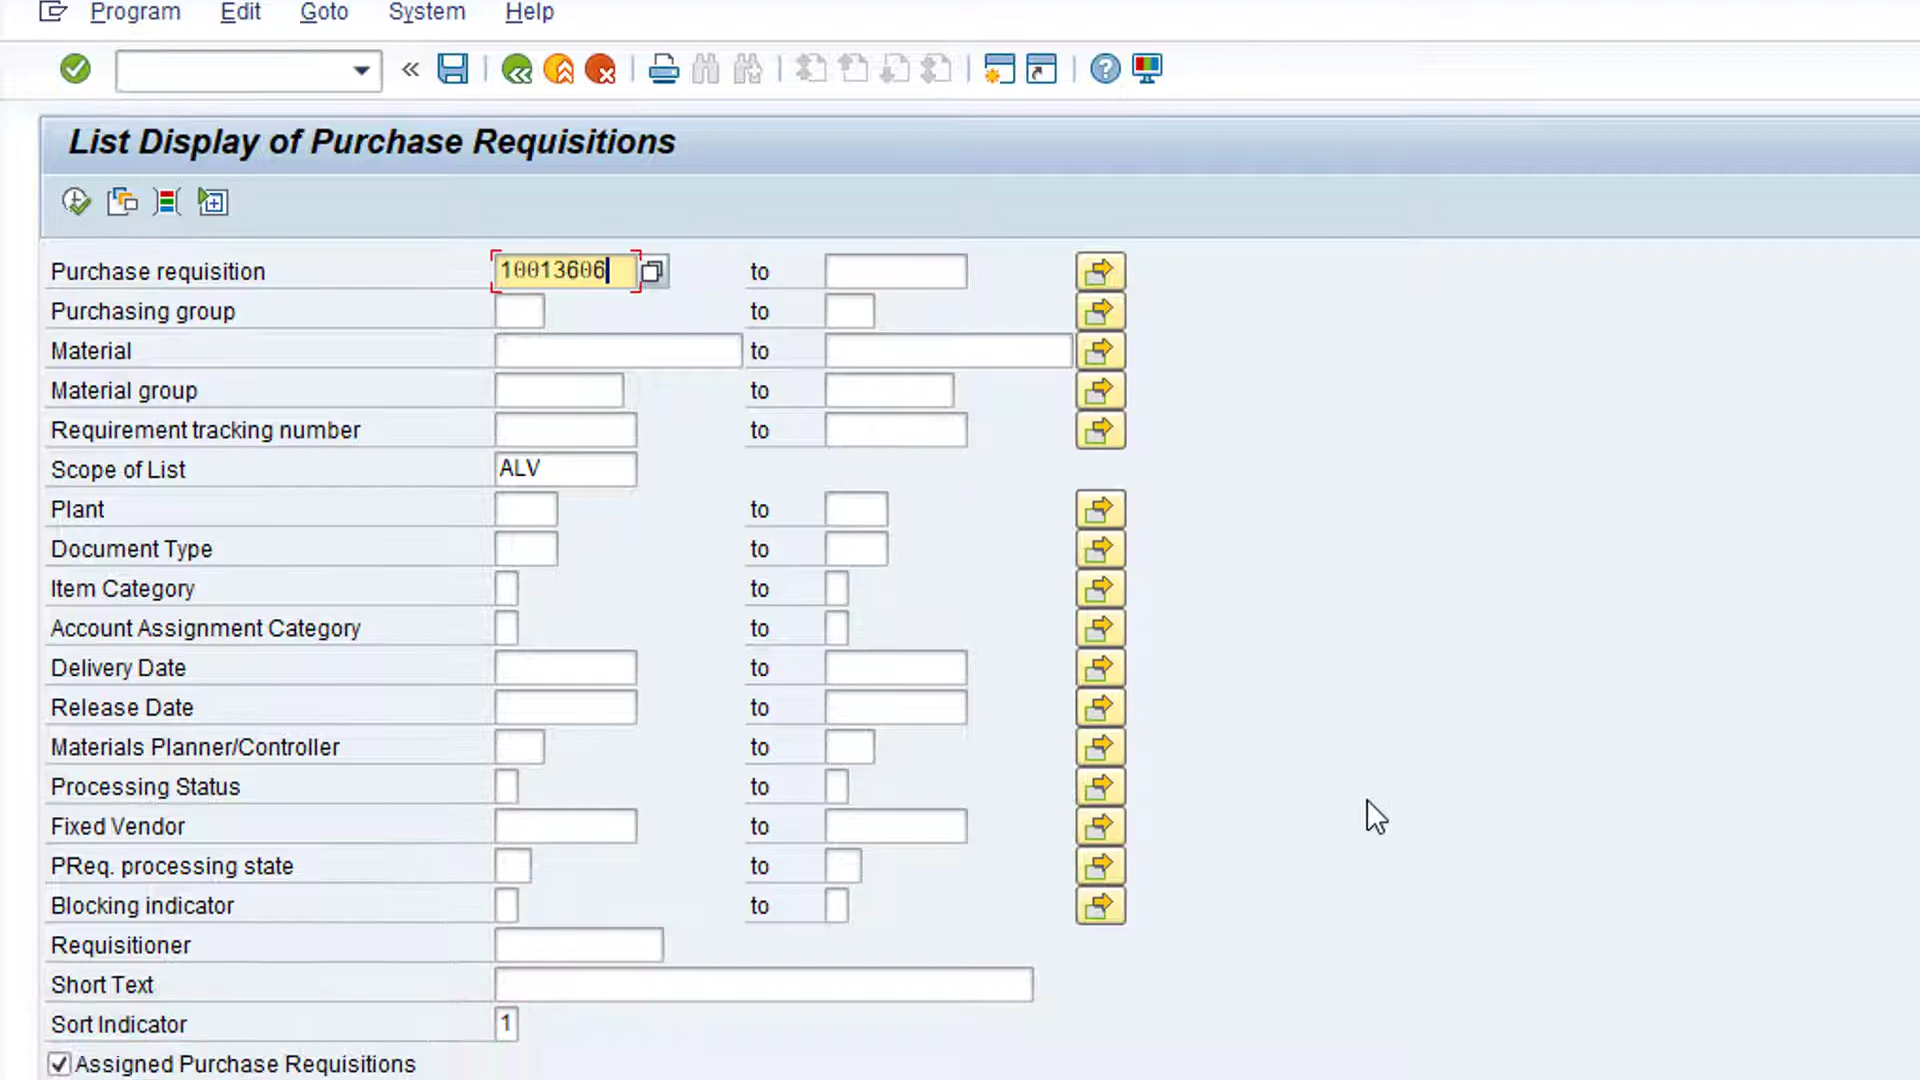 Program Edit Goto System Help
List Display of Purchase Requisitions
Purchase requisition 10013606 to
Purchasing group to
Material to
Material group to
Requirement tracking number to
Scope of List ALV
Plant to
Document Type to
Item Category to
Account Assignment Category to
Delivery Date to
Release Date to
Materials Planner/Controller to
Processing Status to
Fixed Vendor to
PReq. processing state to
Blocking indicator to
Requisitioner
Short Text
Sort Indicator 1
Assigned Purchase Requisitions